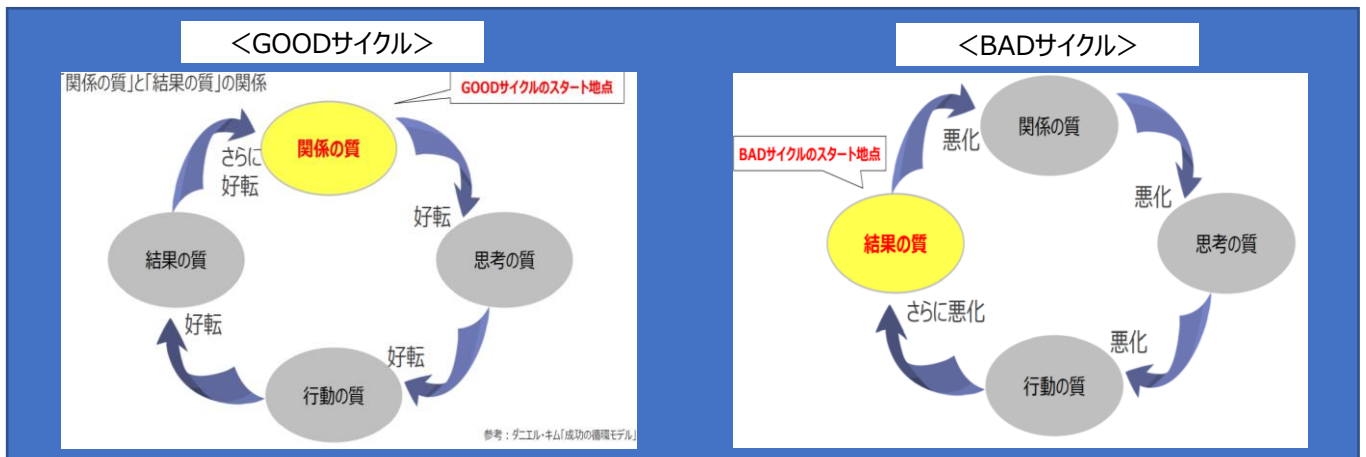 ＜GOODサイクル＞
「関係の質」と「結果の質」の関係
GOODサイクルのスタート地点
関係の質
さらに
好転
好転
結果の質
思考の質
好転
好転
行動の質
参考：ダニエル・キム「成功の循環モデル」
＜BADサイクル＞
関係の質
悪化
BADサイクルのスタート地点
悪化
結果の質
思考の質
さらに悪化
悪化
行動の質